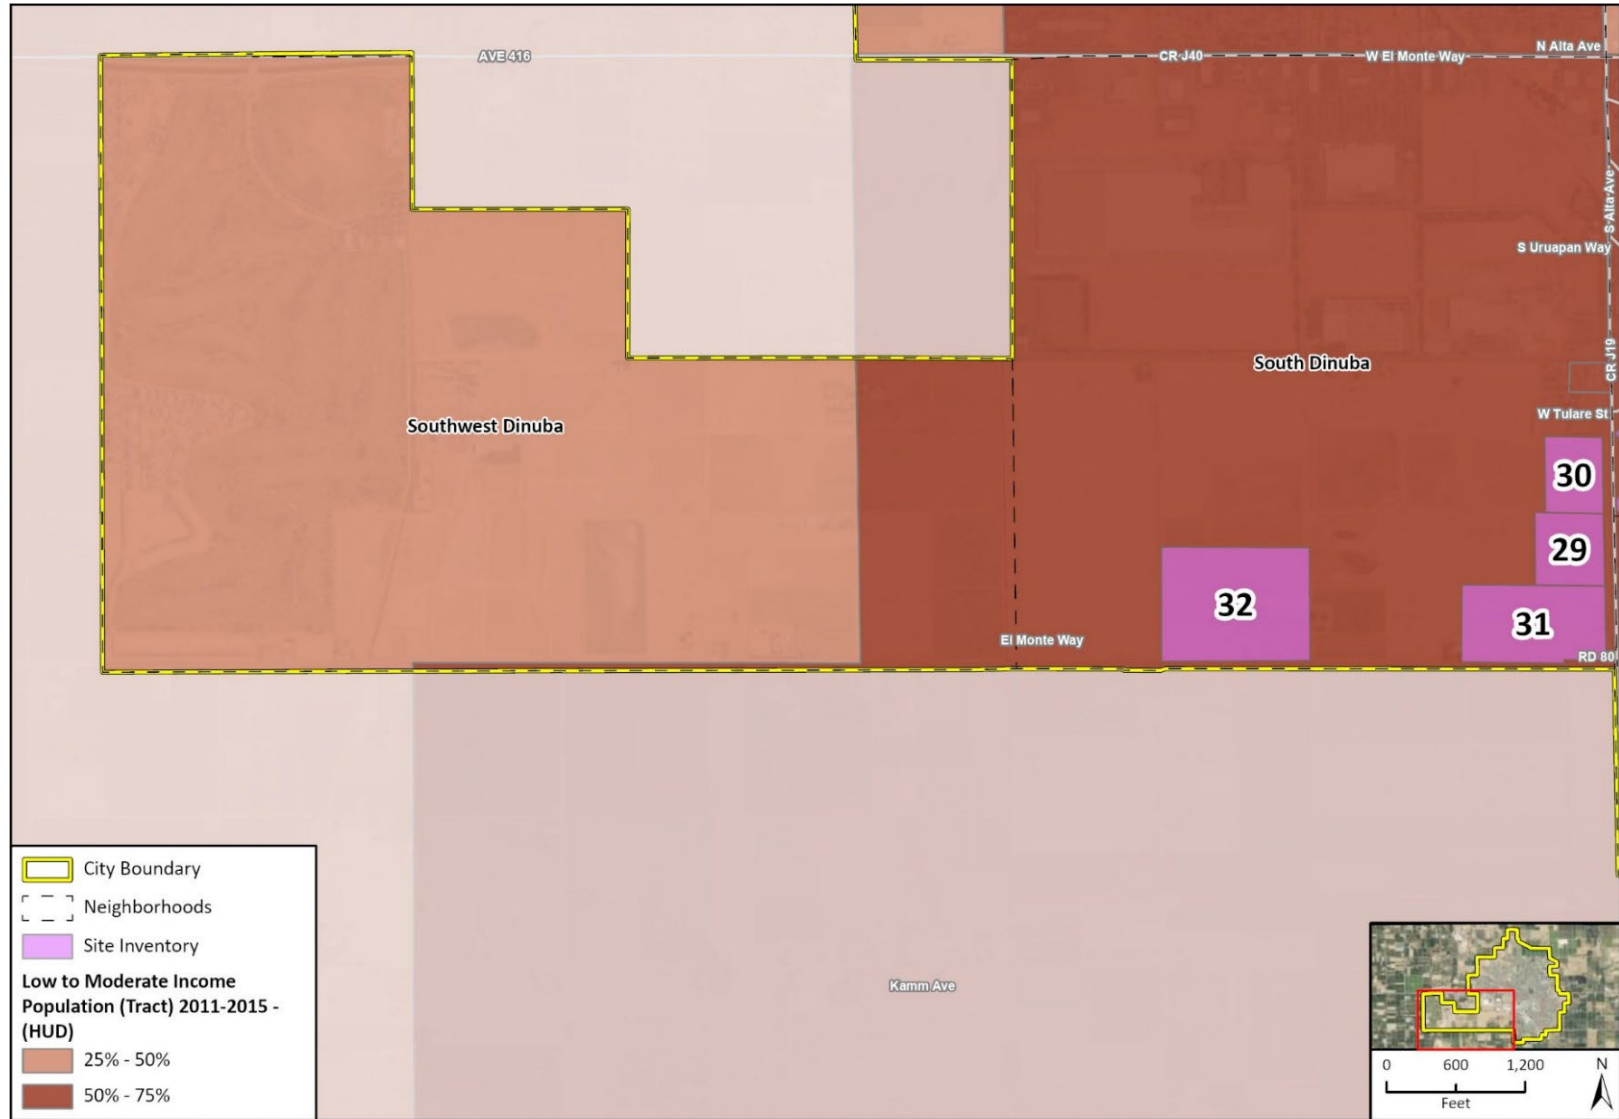 AVE 416
CR J40
W El Monte Way
N Alta Ave
S Alta Ave
S Uruapan Way
South Dinuba
CR J19
W Tulare St
Southwest Dinuba
30
29
32
31
El Monte Way
RD 80
Kamm Ave
City Boundary
Neighborhoods
Site Inventory
Low to Moderate Income
Population (Tract) 2011-2015 -
(HUD)
25% - 50%
50% - 75%
0 600 1,200
Feet
N